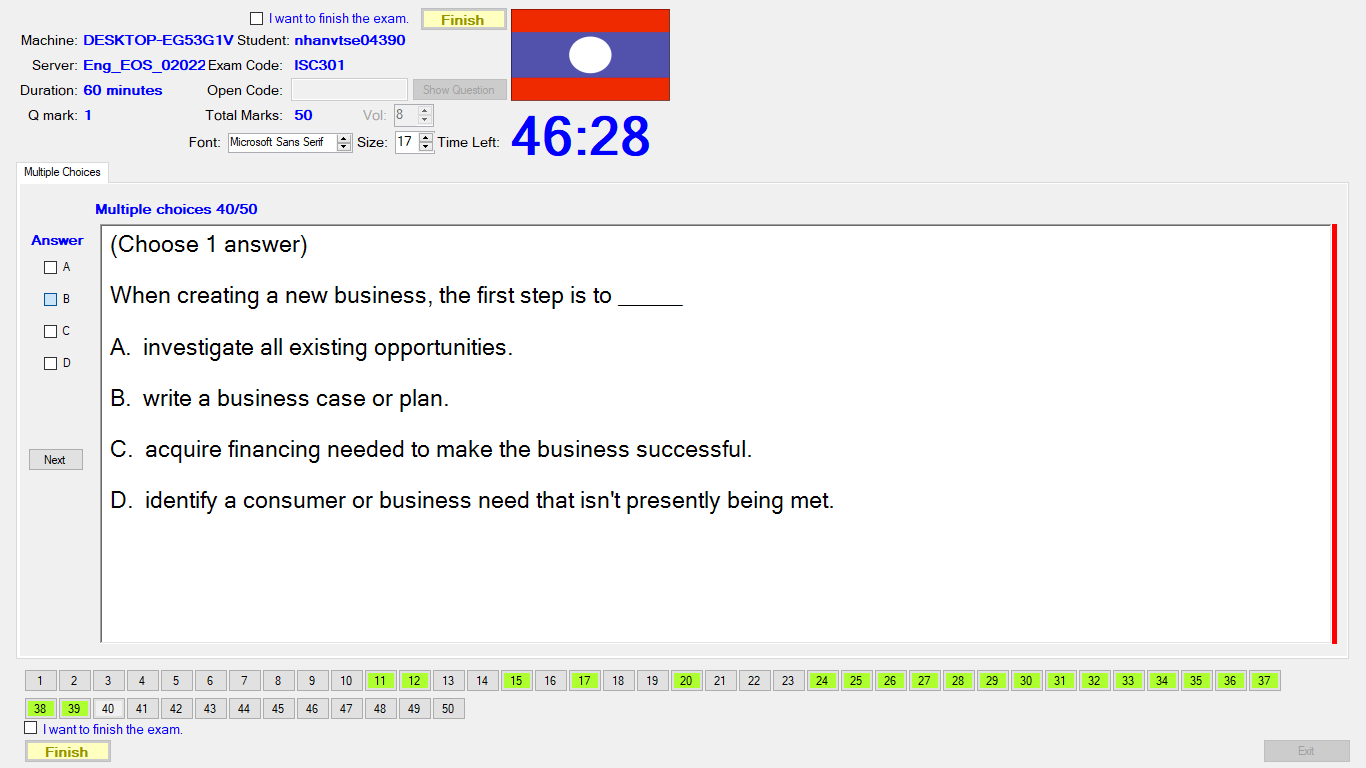 I want to finish the exam. Finish
Machine: DESKTOP-EG53G1V Student: nhanvtse04390
Server: Eng_EOS_02022 Exam Code: ISC301
Duration: 60 minutes Open Code: Show Question
Q mark: 1 Total Marks: 50 Vol: 8
Font: Microsoft Sans Serif Size: 17 Time Left: 46:28
Multiple Choices
Multiple choices 40/50
Answer
A
B
C
D
Next
(Choose 1 answer)
When creating a new business, the first step is to _____
A. investigate all existing opportunities.
B. write a business case or plan.
C. acquire financing needed to make the business successful.
D. identify a consumer or business need that isn't presently being met.
1 2 3 4 5 6 7 8 9 10 11 12 13 14 15 16 17 18 19 20 21 22 23 24 25 26 27 28 29 30 31 32 33 34 35 36 37
38 39 40 41 42 43 44 45 46 47 48 49 50
I want to finish the exam.
Finish Exit